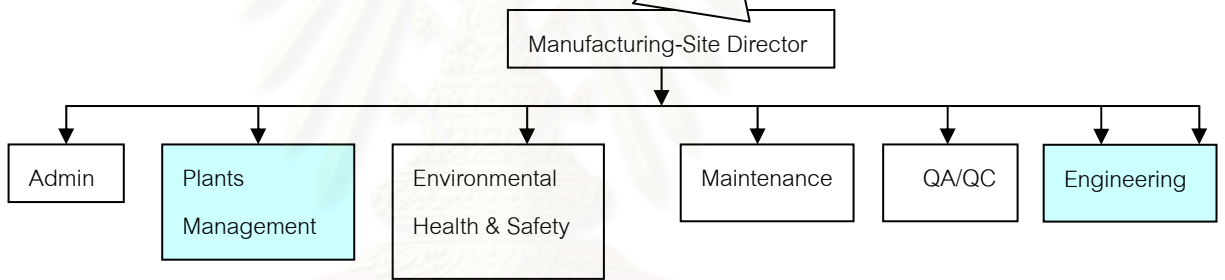 Manufacturing-Site Director
Admin
Plants
Management
Environmental
Health & Safety
Maintenance
QA/QC
Engineering